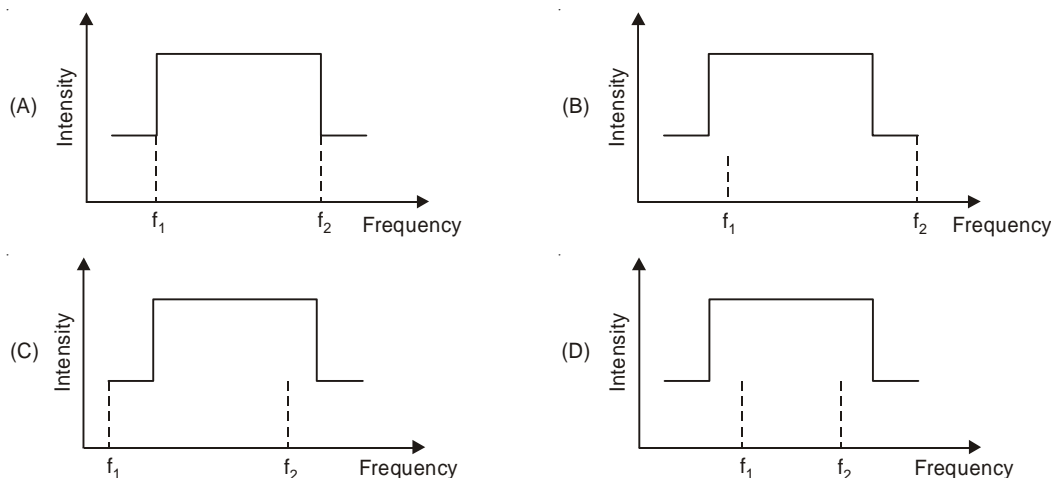 (A)
Intensity
f₁
f₂
Frequency
(B)
Intensity
f₁
f₂
Frequency
(C)
Intensity
f₁
f₂
Frequency
(D)
Intensity
f₁
f₂
Frequency